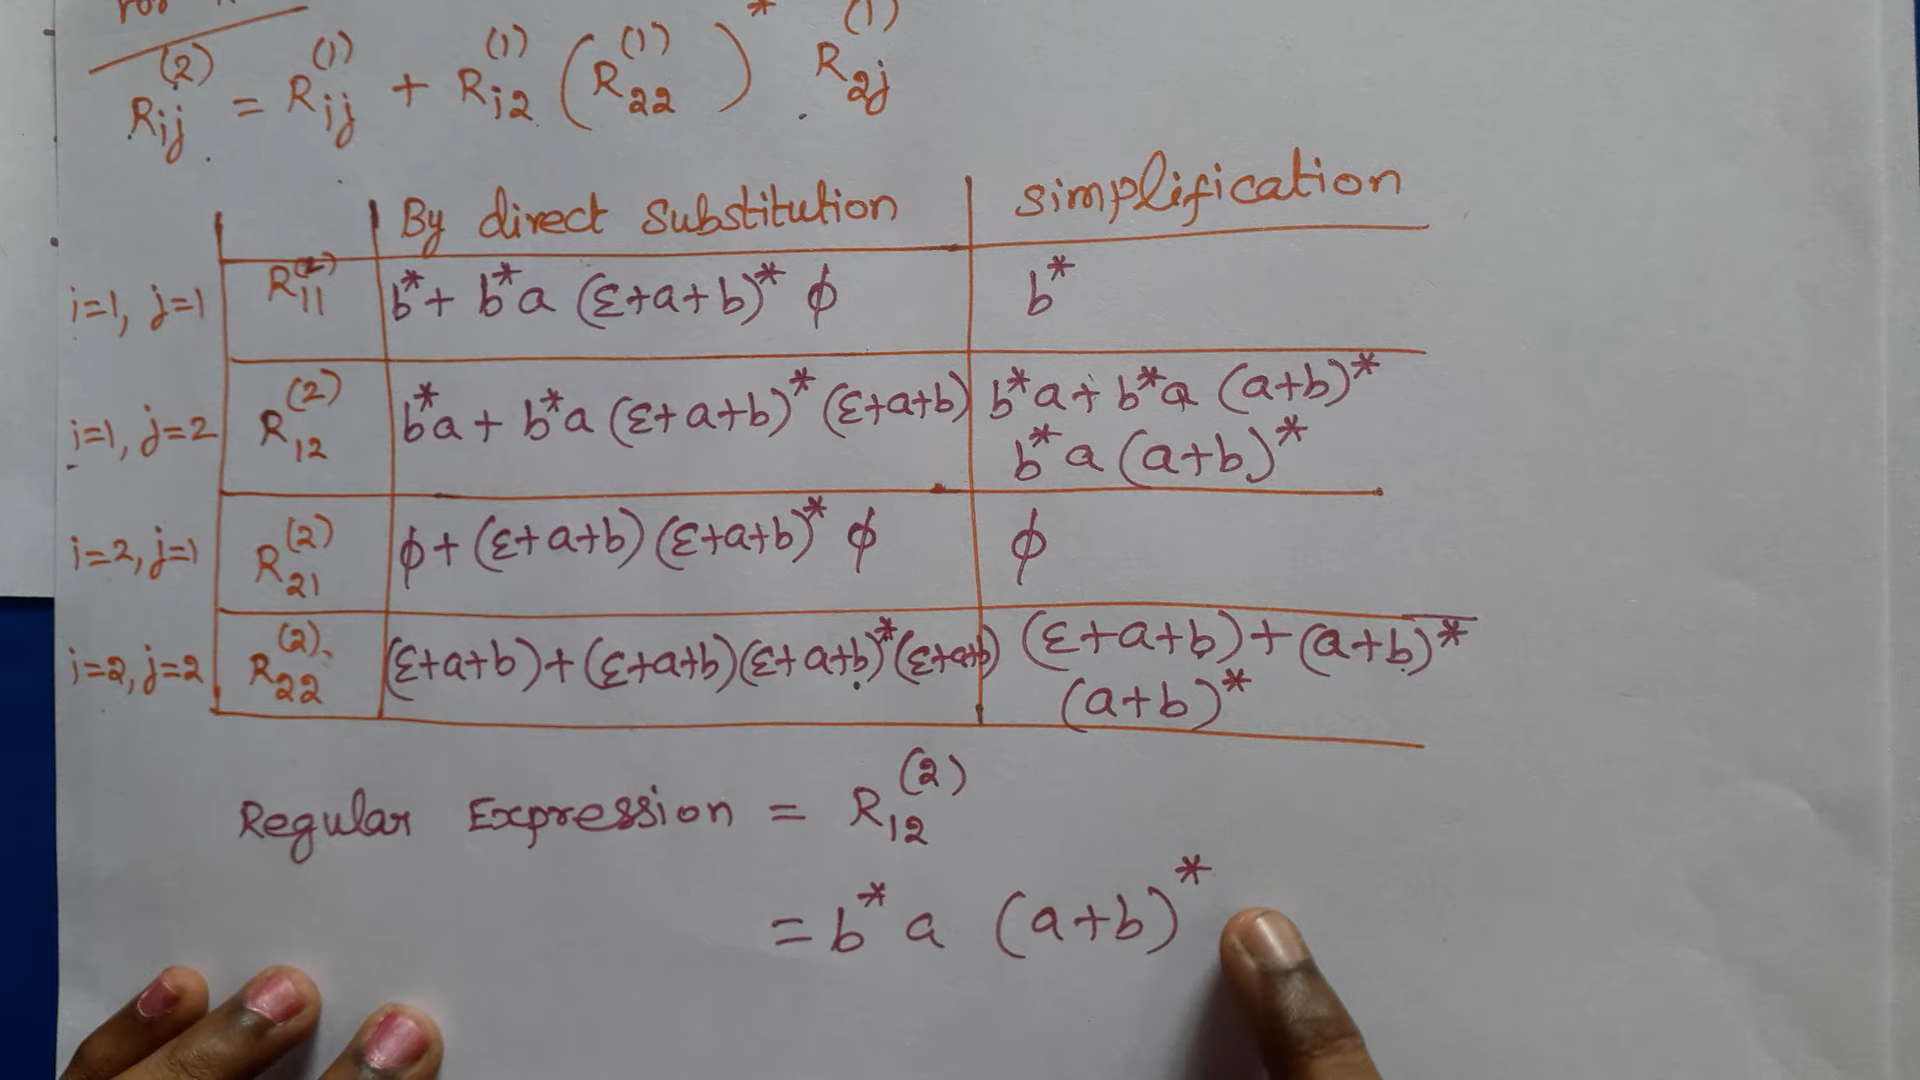 R_ij^(2) = R_ij^(1) + R_i2^(1) (R_22^(1))* R_2j^(1)
By direct substitution simplification
i=1, j=1 R_11^(2) b* + b*a (ε+a+b)* φ b*
i=1, j=2 R_12^(2) b*a + b*a (ε+a+b)* (ε+a+b) b*a + b*a (a+b)*
b*a (a+b)*
i=2, j=1 R_21^(2) φ + (ε+a+b) (ε+a+b)* φ φ
i=2, j=2 R_22^(2) (ε+a+b)+(ε+a+b)(ε+a+b)*(ε+a+b) (ε+a+b)+(a+b)*
(a+b)*
Regular Expression = R_12^(2)
= b* a (a+b)*